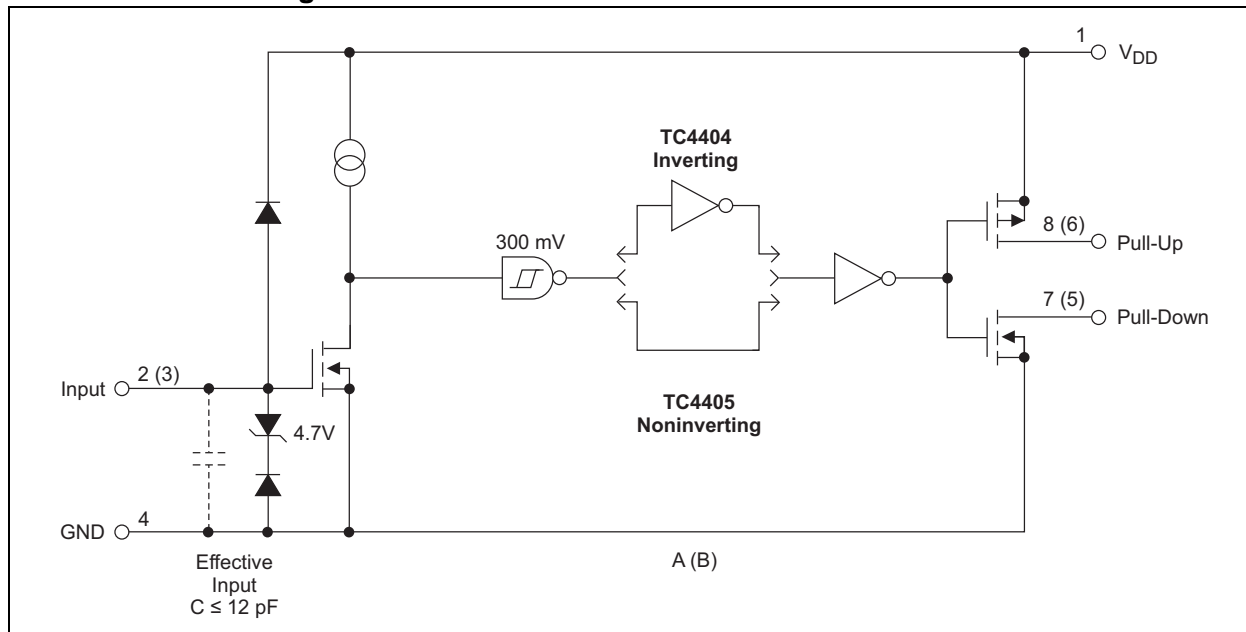 g
1
V_DD
TC4404
Inverting
300 mV
8 (6)
Pull-Up
7 (5)
Pull-Down
Input
2 (3)
TC4405
Noninverting
4.7V
GND
4
Effective
Input
C ≤ 12 pF
A (B)